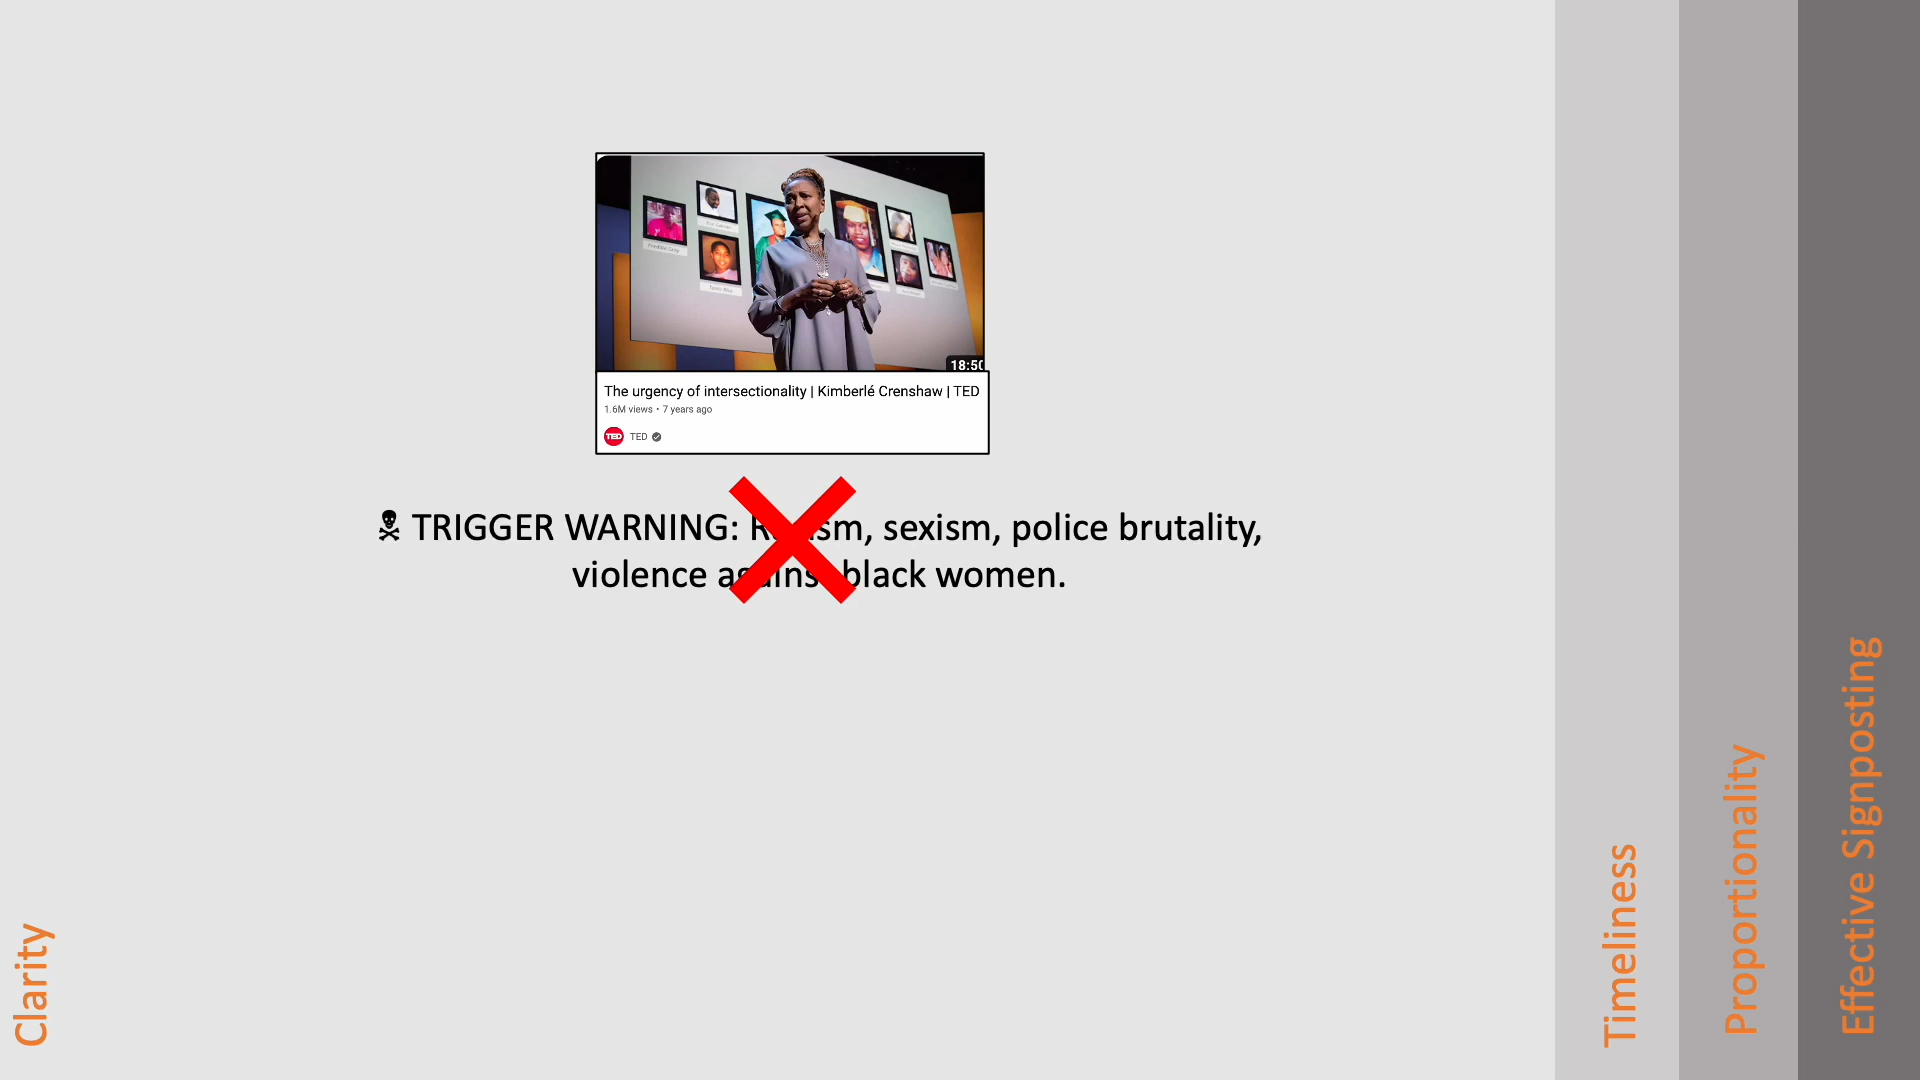 18:50
The urgency of intersectionality | Kimberlé Crenshaw | TED
1.6M views • 7 years ago
TED TED
☠ TRIGGER WARNING: sexism, police brutality,
violence against black women.
Clarity
Timeliness
Proportionality
Effective Signposting